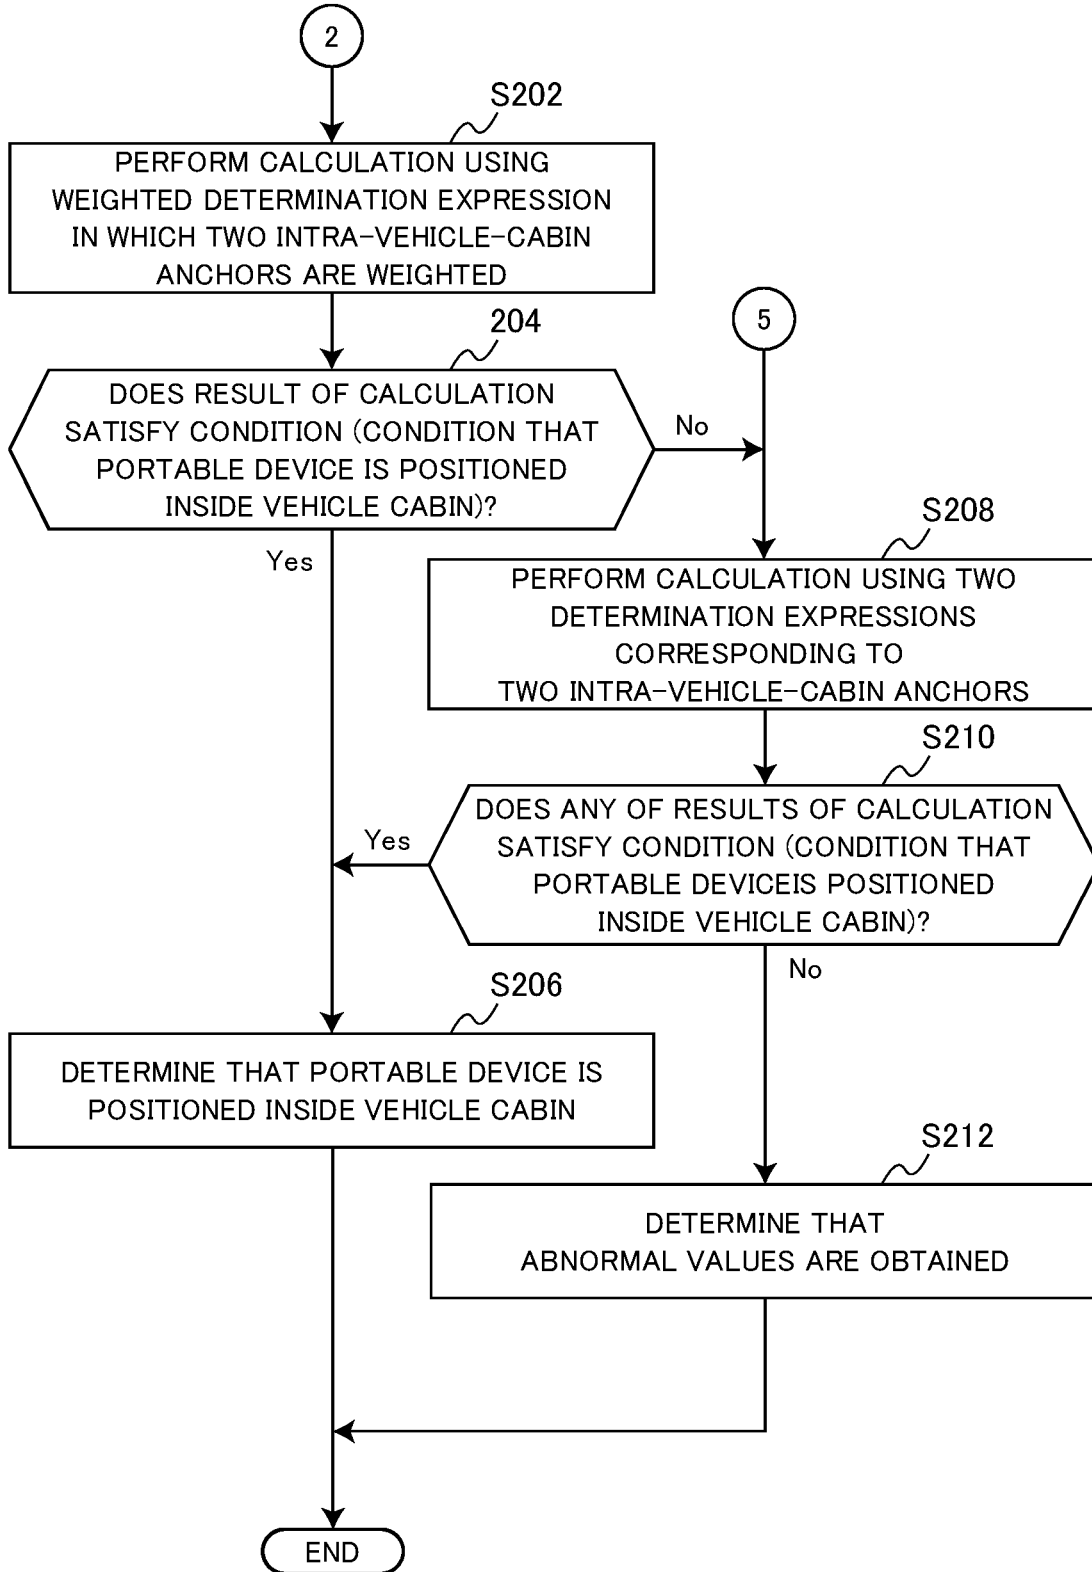 2
S202
PERFORM CALCULATION USING
WEIGHTED DETERMINATION EXPRESSION
IN WHICH TWO INTRA-VEHICLE-CABIN
ANCHORS ARE WEIGHTED
204
5
DOES RESULT OF CALCULATION
SATISFY CONDITION (CONDITION THAT
PORTABLE DEVICE IS POSITIONED
INSIDE VEHICLE CABIN)?
No
Yes
S208
PERFORM CALCULATION USING TWO
DETERMINATION EXPRESSIONS
CORRESPONDING TO
TWO INTRA-VEHICLE-CABIN ANCHORS
S210
DOES ANY OF RESULTS OF CALCULATION
SATISFY CONDITION (CONDITION THAT
PORTABLE DEVICEIS POSITIONED
INSIDE VEHICLE CABIN)?
Yes
No
S206
DETERMINE THAT PORTABLE DEVICE IS
POSITIONED INSIDE VEHICLE CABIN
S212
DETERMINE THAT
ABNORMAL VALUES ARE OBTAINED
END